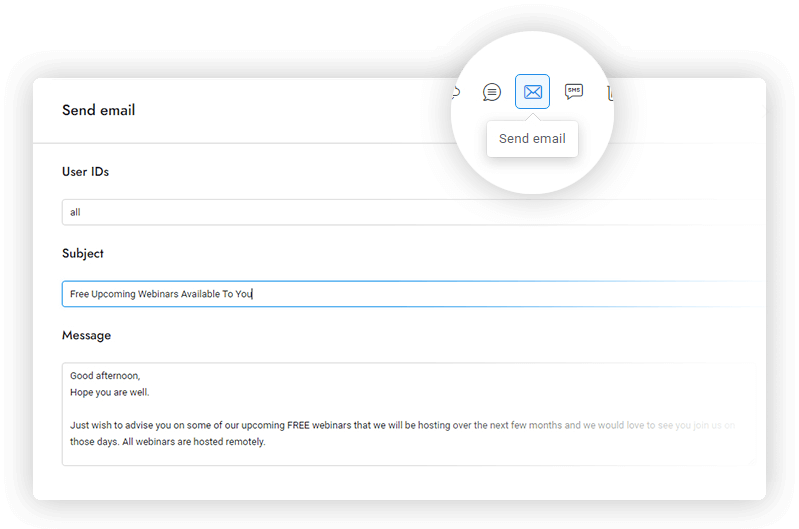 SMS
Send email
Send email
User IDs
all
Subject
Free Upcoming Webinars Available To You
Message
Good afternoon,
Hope you are well.
Just wish to advise you on some of our upcoming FREE webinars that we will be hosting over the next few months and we would love to see you join us on
those days. All webinars are hosted remotely.